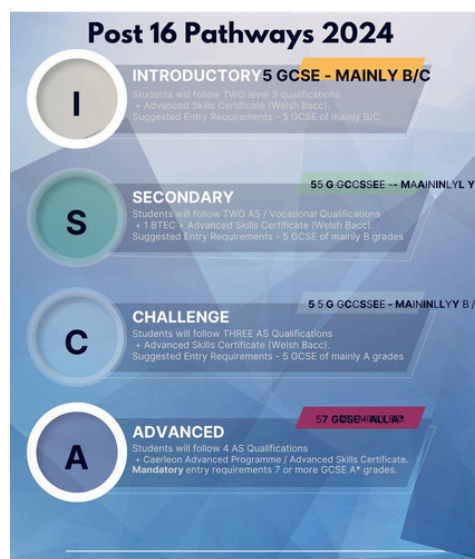 Post 16 Pathways 2024
I
INTRODUCTORY
5 GCSE - MAINLY B/C
Students will follow TWO level 3 qualifications
+ Advanced Skills Certificate (Welsh Bacc).
Suggested Entry Requirements - 5 GCSE of mainly B/C
S
SECONDARY
Students will follow TWO AS / Vocational Qualifications
+ 1 BTEC + Advanced Skills Certificate (Welsh Bacc).
Suggested Entry Requirements - 5 GCSE of mainly B grades
C
CHALLENGE
Students will follow THREE AS Qualifications
+ Advanced Skills Certificate (Welsh Bacc).
Suggested Entry Requirements - 5 GCSE of mainly A grades
A
ADVANCED
Students will follow 4 AS Qualifications
+ Caerleon Advanced Programme / Advanced Skills Certificate.
Mandatory entry requirements 7 or more GCSE A* grades.